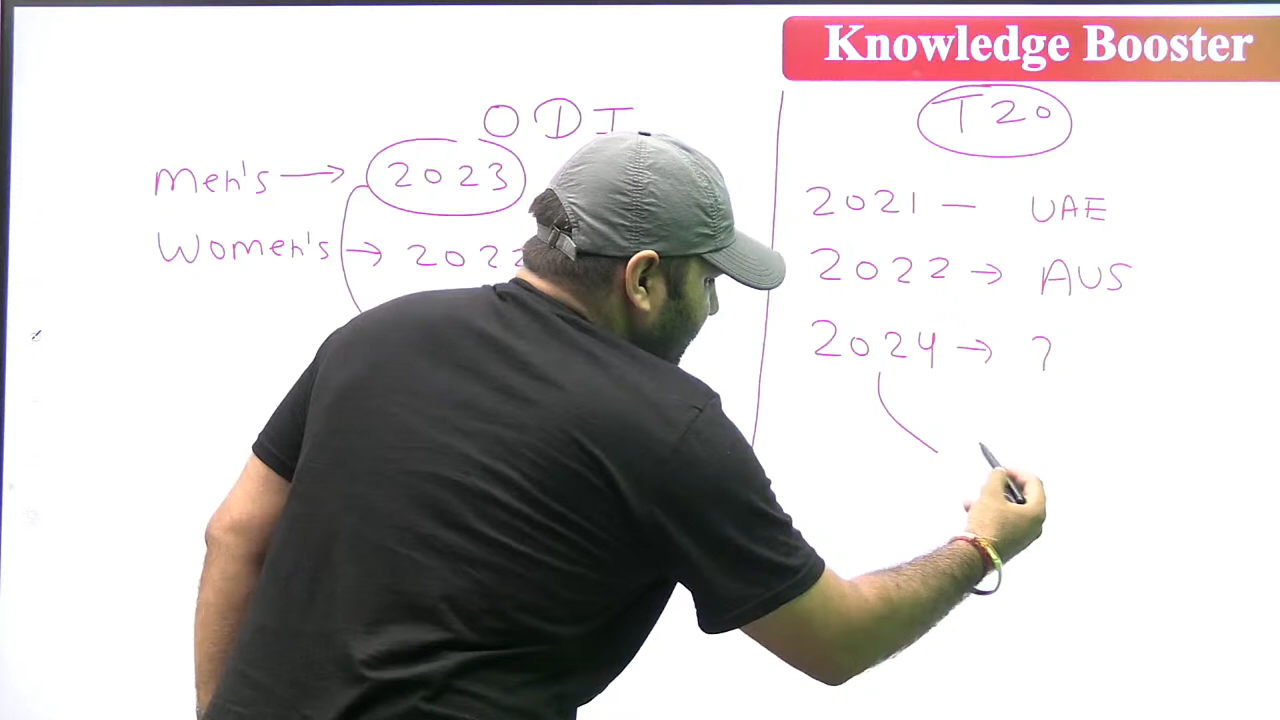 Knowledge Booster
ODI
Men's → 2023
Women's → 2022
T20
2021 — UAE
2022 → AUS
2024 → ?